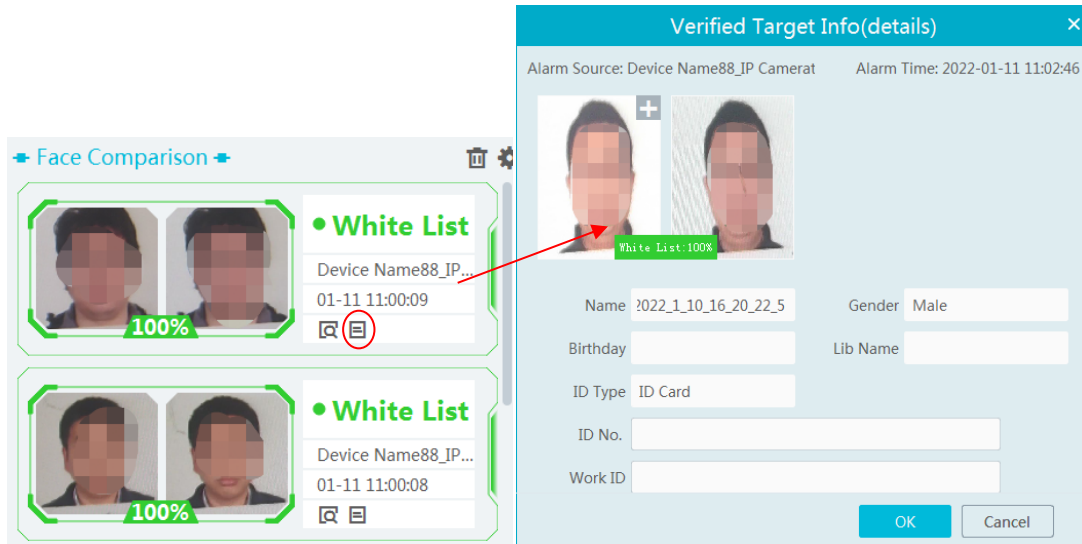 Face Comparison
White List
Device Name88_IP...
01-11 11:00:09
100%
White List
Device Name88_IP...
01-11 11:00:08
100%
Verified Target Info(details)
Alarm Source: Device Name88_IP Camerat
Alarm Time: 2022-01-11 11:02:46
White List:100%
Name 2022_1_10_16_20_22_5
Gender Male
Birthday
Lib Name
ID Type ID Card
ID No.
Work ID
OK
Cancel